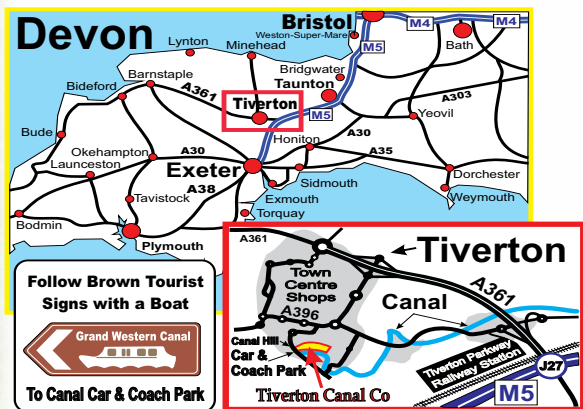 Devon
Bristol
Weston-Super-Mare
M4
M4
M5
Bath
Lynton
Minehead
Bridgwater
Taunton
Barnstaple
Bideford
A361
Tiverton
M5
A303
Yeovil
Bude
Okehampton
Launceston
A30
Exeter
Honiton
A30
A35
Dorchester
Weymouth
Sidmouth
Exmouth
Torquay
Tavistock
A38
Bodmin
Plymouth
Follow Brown Tourist
Signs with a Boat
Grand Western Canal
To Canal Car & Coach Park
A361
Tiverton
Town
Centre
Shops
A396
Canal
A361
Canal Hill
Car &
Coach Park
Tiverton Canal Co
Tiverton Parkway
Railway Station
J27
M5